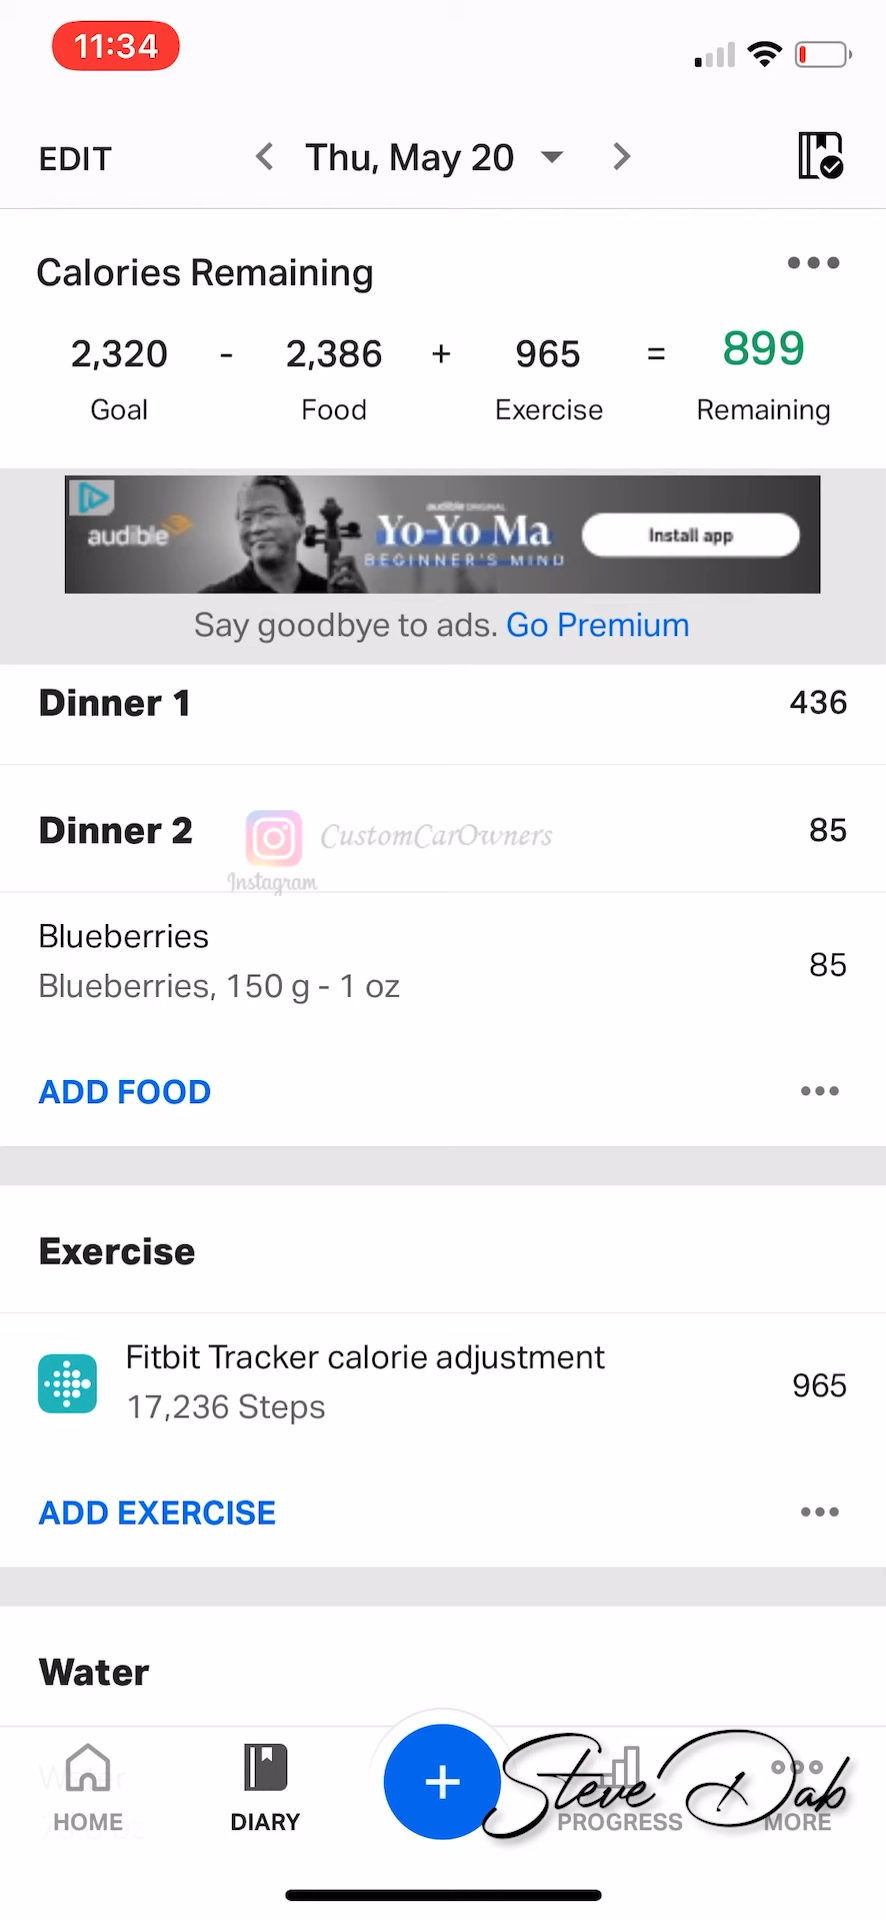 11:34
EDIT
Thu, May 20
Calories Remaining
2,320 - 2,386 + 965 = 899
Goal Food Exercise Remaining
audible
audible ORIGINAL
Yo-Yo Ma
BEGINNER'S MIND
Install app
Say goodbye to ads. Go Premium
Dinner 1 436
Dinner 2 85
CustomCarOwners
Instagram
Blueberries
85
Blueberries, 150 g - 1 oz
ADD FOOD
Exercise
Fitbit Tracker calorie adjustment
965
17,236 Steps
ADD EXERCISE
Water
Steve Dab
HOME DIARY PROGRESS MORE